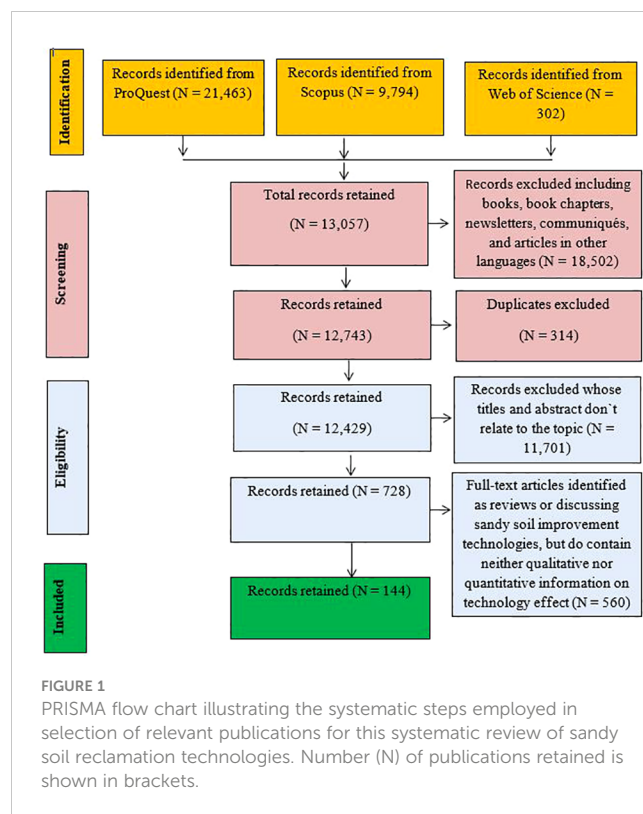 Identification
Records identified from
ProQuest (N = 21,463)
Records identified from
Scopus (N = 9,794)
Records identified from
Web of Science (N =
302)
Screening
Total records retained
(N = 13,057)
Records excluded including
books, book chapters,
newsletters, communiqués,
and articles in other
languages (N = 18,502)
Records retained
(N = 12,743)
Duplicates excluded
(N = 314)
Eligibility
Records retained
(N = 12,429)
Records excluded whose
titles and abstract don`t
relate to the topic (N =
11,701)
Records retained (N = 728)
Full-text articles identified
as reviews or discussing
sandy soil improvement
technologies, but do contain
neither qualitative nor
quantitative information on
technology effect (N = 560)
Included
Records retained (N = 144)
FIGURE 1
PRISMA flow chart illustrating the systematic steps employed in
selection of relevant publications for this systematic review of sandy
soil reclamation technologies. Number (N) of publications retained is
shown in brackets.